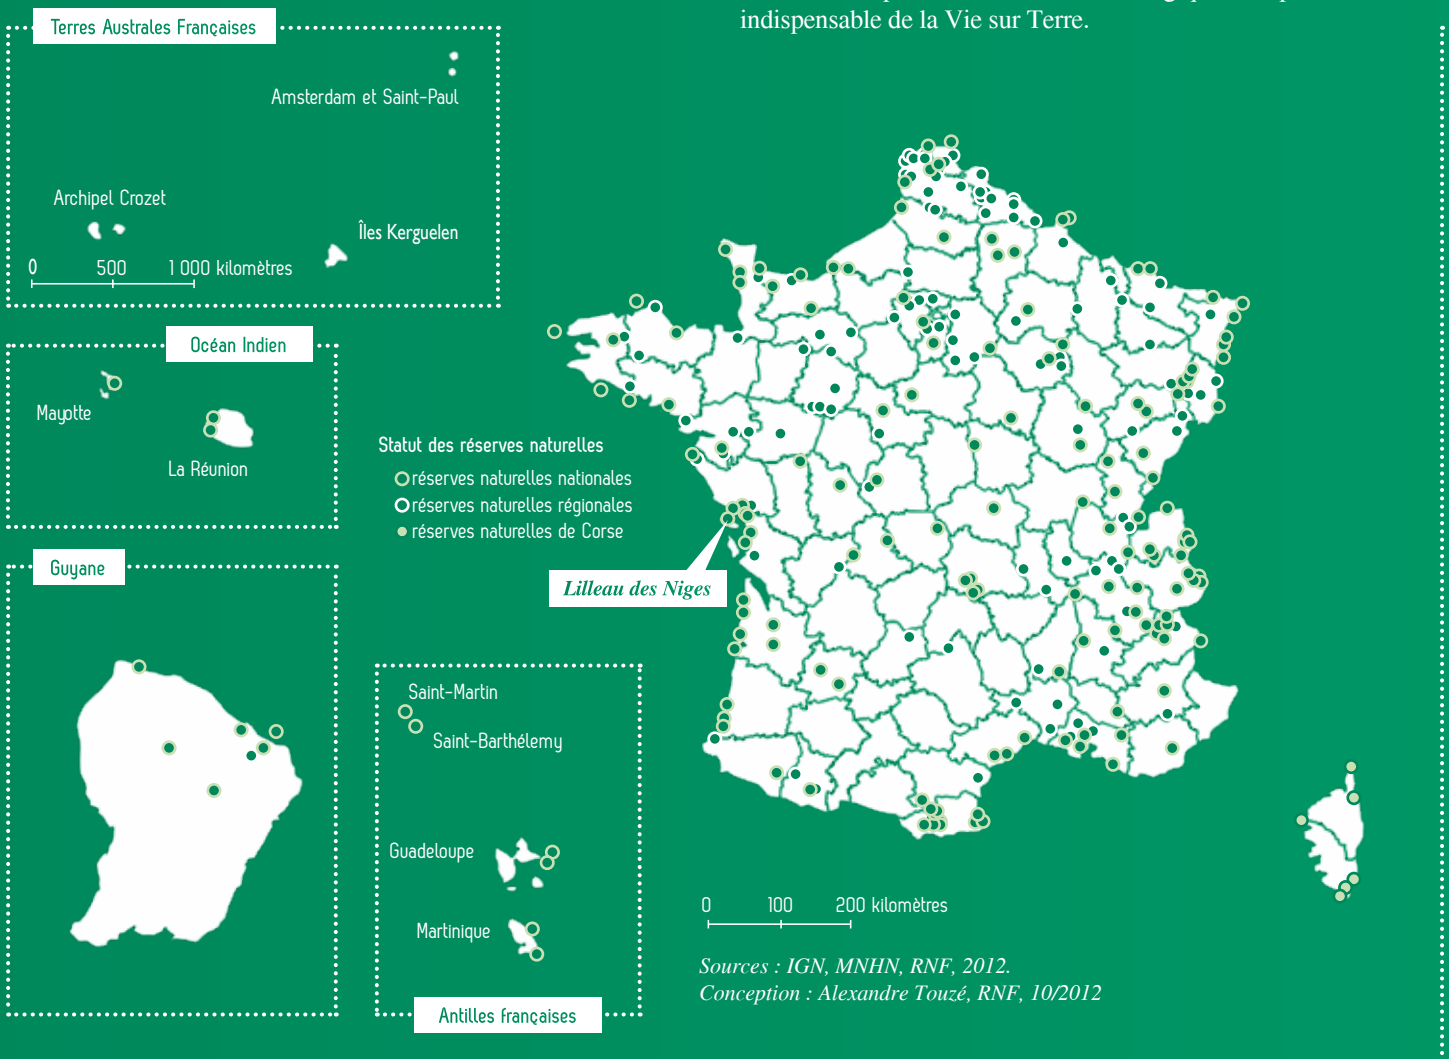 indispensable de la Vie sur Terre.
Terres Australes Françaises
Amsterdam et Saint-Paul
Archipel Crozet
Îles Kerguelen
0 500 1 000 kilomètres
Océan Indien
Mayotte
La Réunion
Statut des réserves naturelles
réserves naturelles nationales
réserves naturelles régionales
réserves naturelles de Corse
Lilleau des Niges
Guyane
Saint-Martin
Saint-Barthélemy
Guadeloupe
Martinique
Antilles françaises
0 100 200 kilomètres
Sources : IGN, MNHN, RNF, 2012.
Conception : Alexandre Touzé, RNF, 10/2012